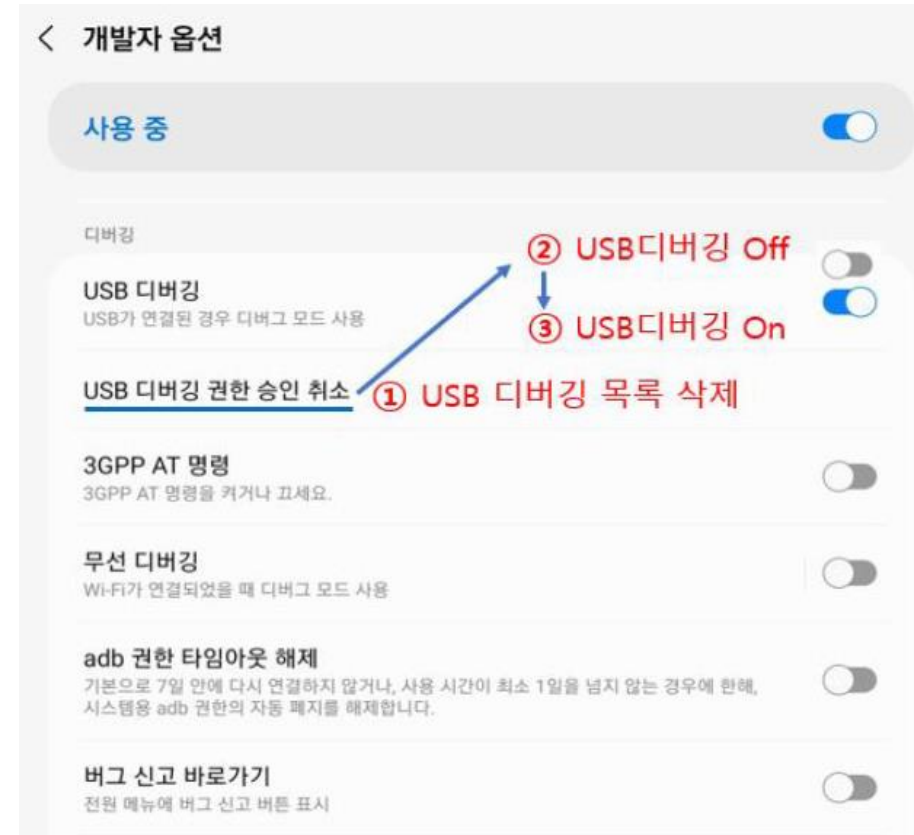 개발자 옵션
사용 중
디버깅
② USB디버깅 Off
USB 디버깅
USB가 연결된 경우 디버그 모드 사용
③ USB디버깅 On
USB 디버깅 권한 승인 취소
① USB 디버깅 목록 삭제
3GPP AT 명령
3GPP AT 명령을 켜거나 끄세요.
무선 디버깅
Wi-Fi가 연결되었을 때 디버그 모드 사용
adb 권한 타임아웃 해제
기본으로 7일 안에 다시 연결하지 않거나, 사용 시간이 최소 1일을 넘지 않는 경우에 한해,
시스템용 adb 권한의 자동 폐지를 해제합니다.
버그 신고 바로가기
전원 메뉴에 버그 신고 버튼 표시